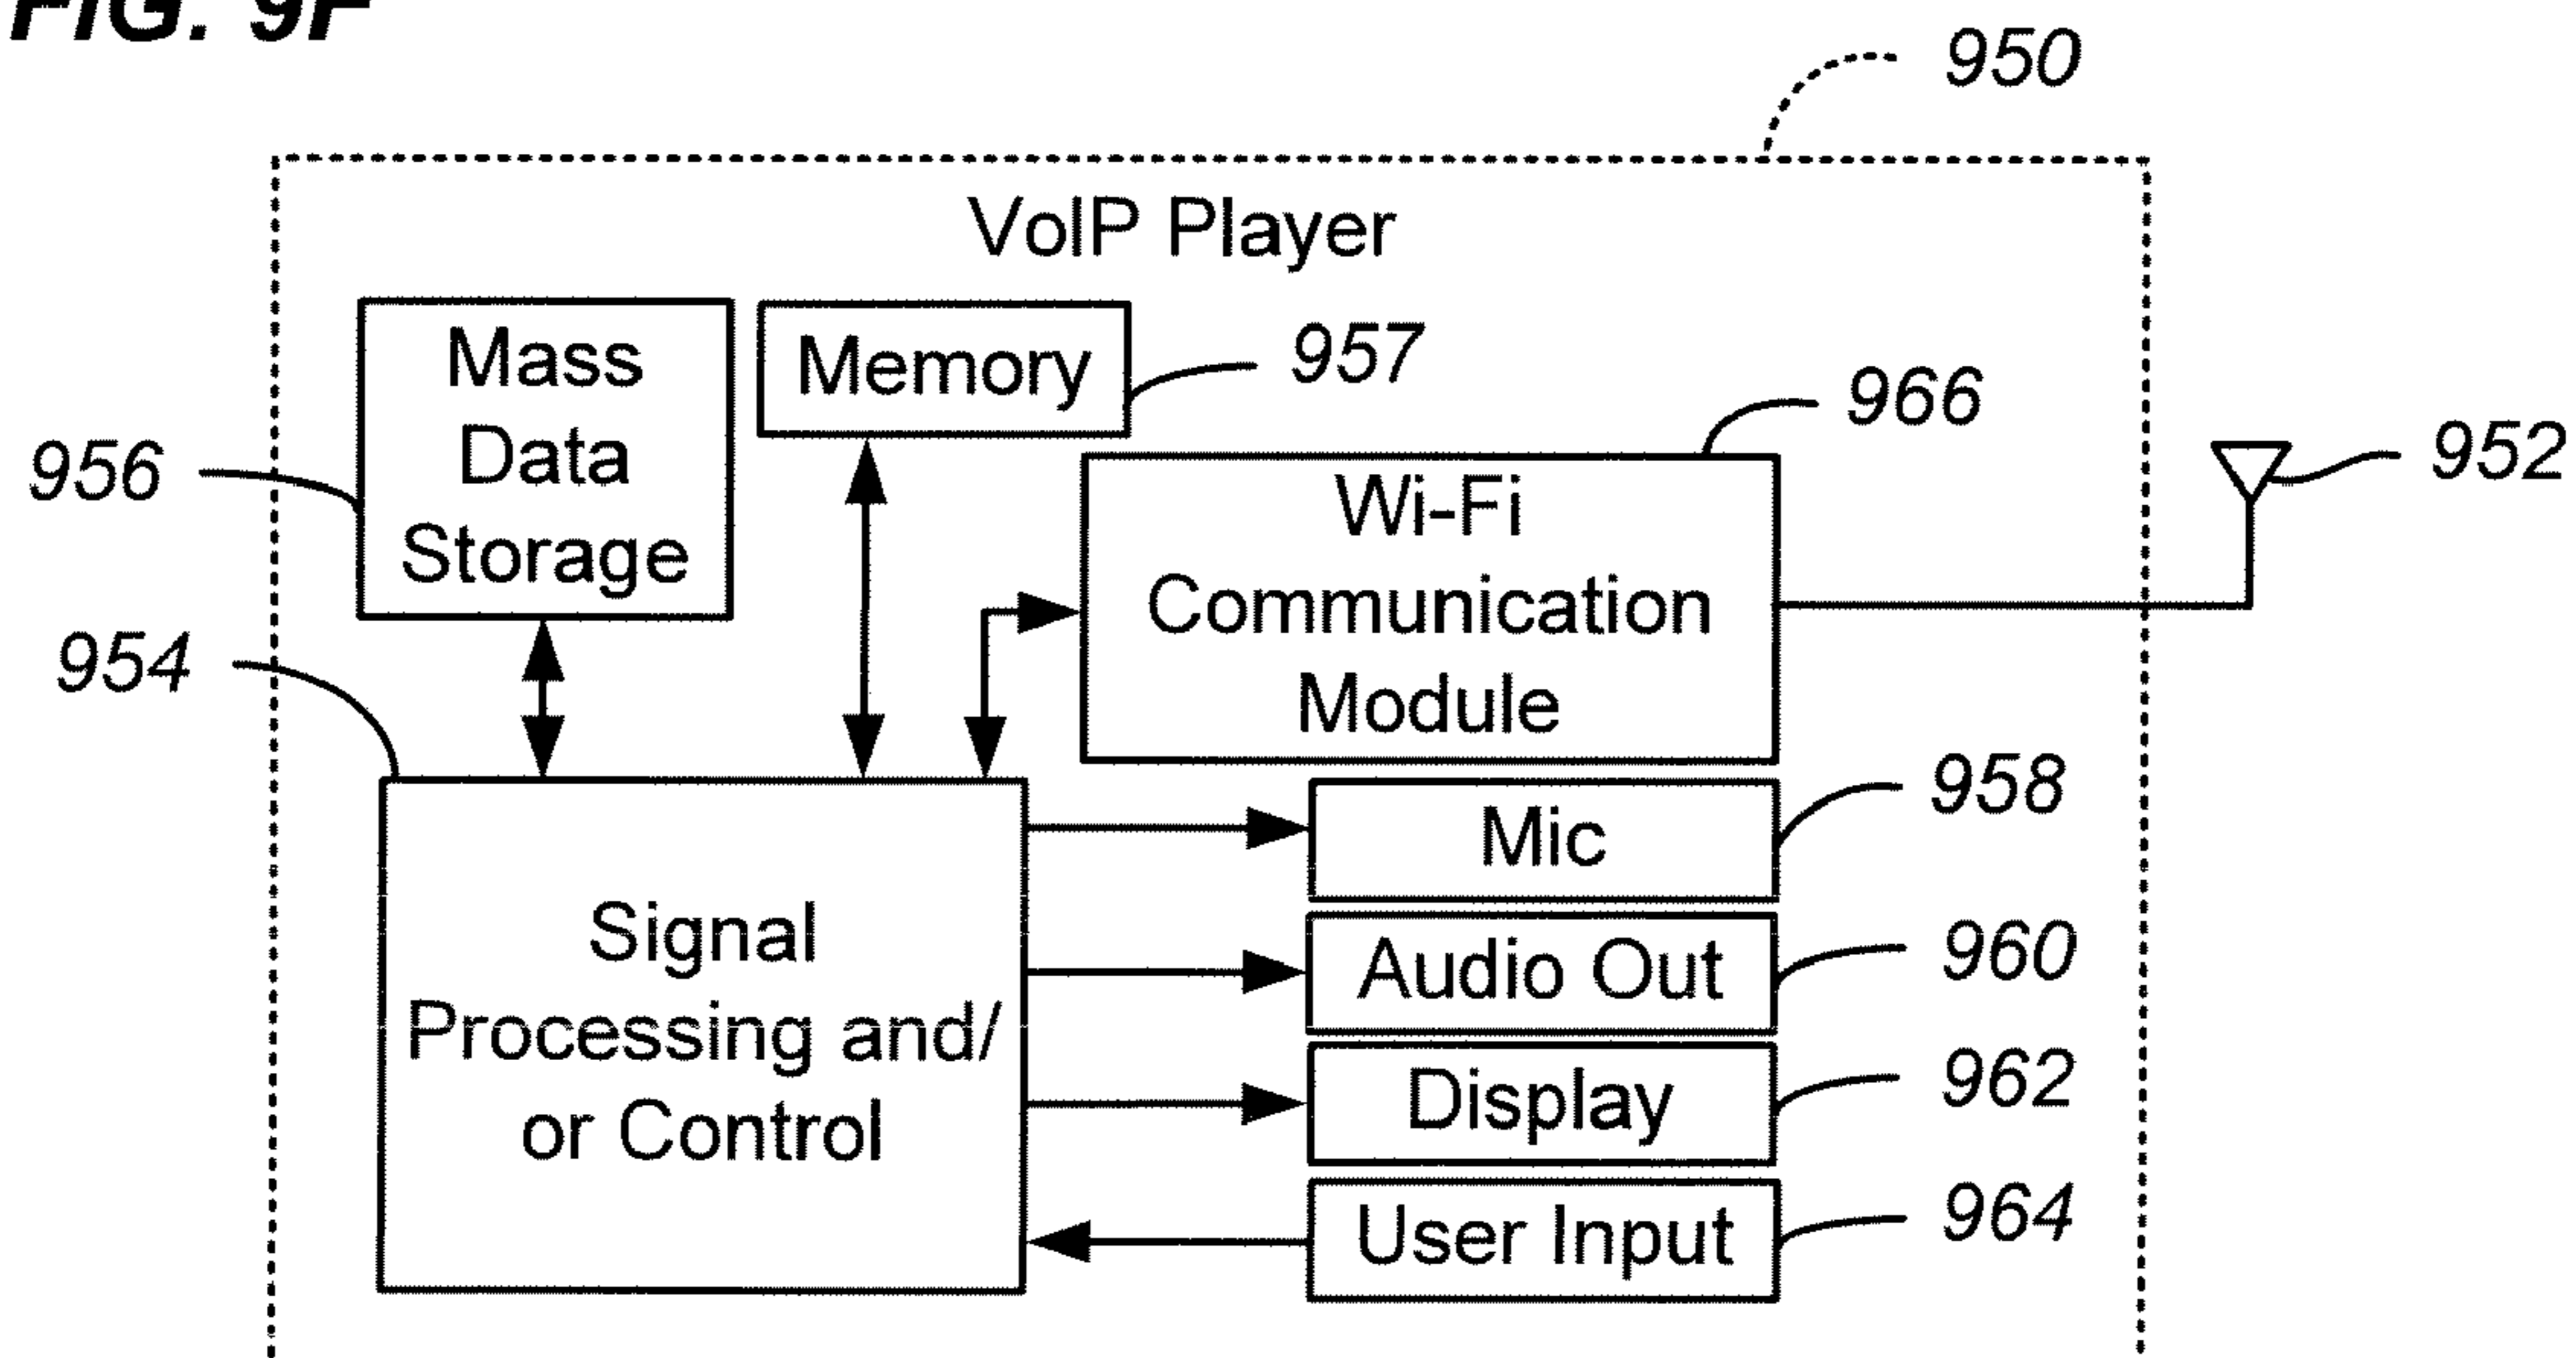 FIG. 9F
950
VoIP Player
Mass
Data
Storage
Memory
957
966
956
Wi-Fi
Communication
Module
952
954
Mic
958
Signal
Processing and/
or Control
Audio Out
960
Display
962
User Input
964